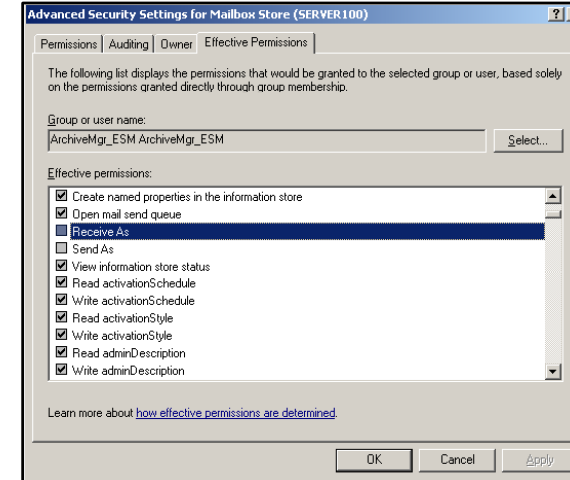 Advanced Security Settings for Mailbox Store (SERVER100)
Permissions Auditing Owner Effective Permissions
The following list displays the permissions that would be granted to the selected group or user, based solely
on the permissions granted directly through group membership.
Group or user name:
ArchiveMgr_ESM ArchiveMgr_ESM
Select...
Effective permissions:
Create named properties in the information store
Open mail send queue
Receive As
Send As
View information store status
Read activationSchedule
Write activationSchedule
Read activationStyle
Write activationStyle
Read adminDescription
Write adminDescription
Learn more about how effective permissions are determined.
OK Cancel Apply